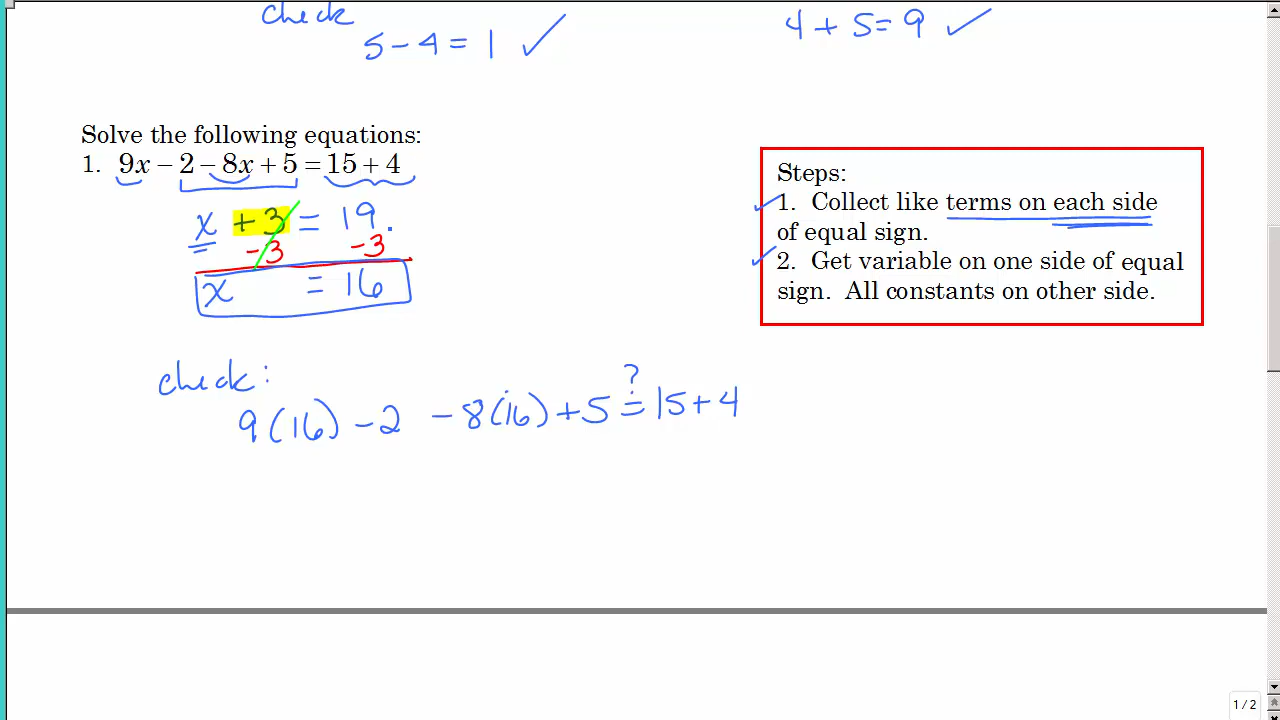 check
5 - 4 = 1 ✓
4 + 5 = 9 ✓
Solve the following equations:
1. 9x − 2 − 8x + 5 = 15 + 4
x + 3 = 19.
-3 -3
x = 16
Steps:
✓1. Collect like terms on each side
of equal sign.
✓2. Get variable on one side of equal
sign. All constants on other side.
check:
9(16) - 2 - 8(16) + 5 ?= 15 + 4
1 / 2